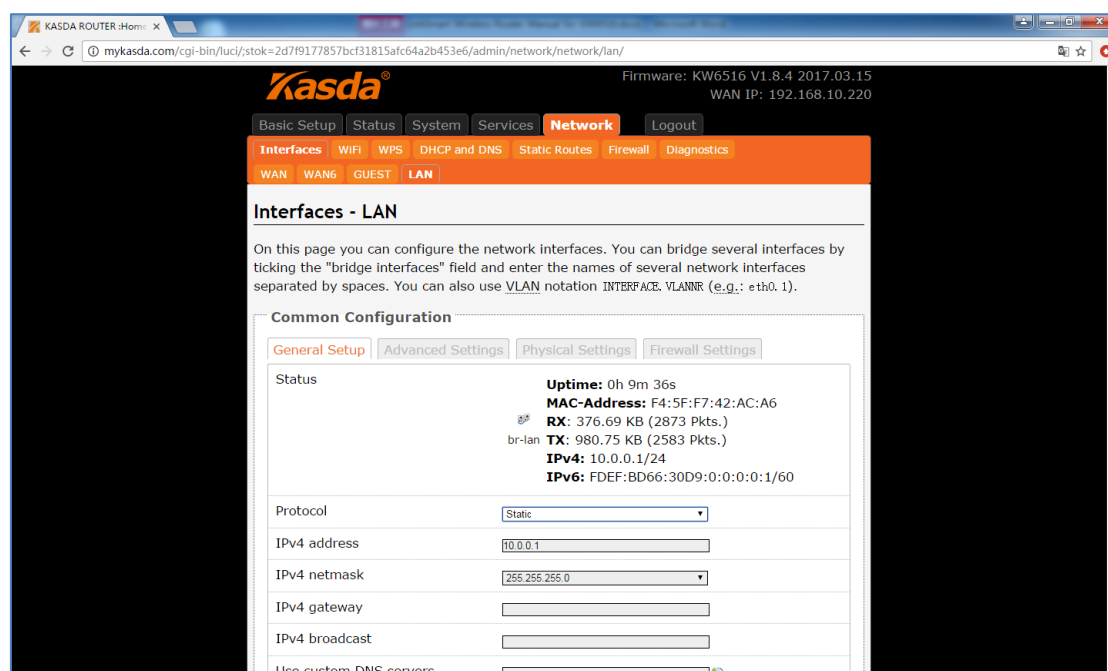 KASDA ROUTER :Home
mykasda.com/cgi-bin/luci/;stok=2d7f9177857bcf31815afc64a2b453e6/admin/network/network/lan/
Kasda®
Firmware: KW6516 V1.8.4 2017.03.15
WAN IP: 192.168.10.220
Basic Setup Status System Services Network Logout
Interfaces WiFi WPS DHCP and DNS Static Routes Firewall Diagnostics
WAN WAN6 GUEST LAN
Interfaces - LAN
On this page you can configure the network interfaces. You can bridge several interfaces by
ticking the "bridge interfaces" field and enter the names of several network interfaces
separated by spaces. You can also use VLAN notation INTERFACE.VLANNR (e.g.: eth0.1).
Common Configuration
General Setup Advanced Settings Physical Settings Firewall Settings
Status
Uptime: 0h 9m 36s
MAC-Address: F4:5F:F7:42:AC:A6
RX: 376.69 KB (2873 Pkts.)
br-lan TX: 980.75 KB (2583 Pkts.)
IPv4: 10.0.0.1/24
IPv6: FDEF:BD66:30D9:0:0:0:0:1/60
Protocol Static
IPv4 address 10.0.0.1
IPv4 netmask 255.255.255.0
IPv4 gateway
IPv4 broadcast
Use custom DNS servers